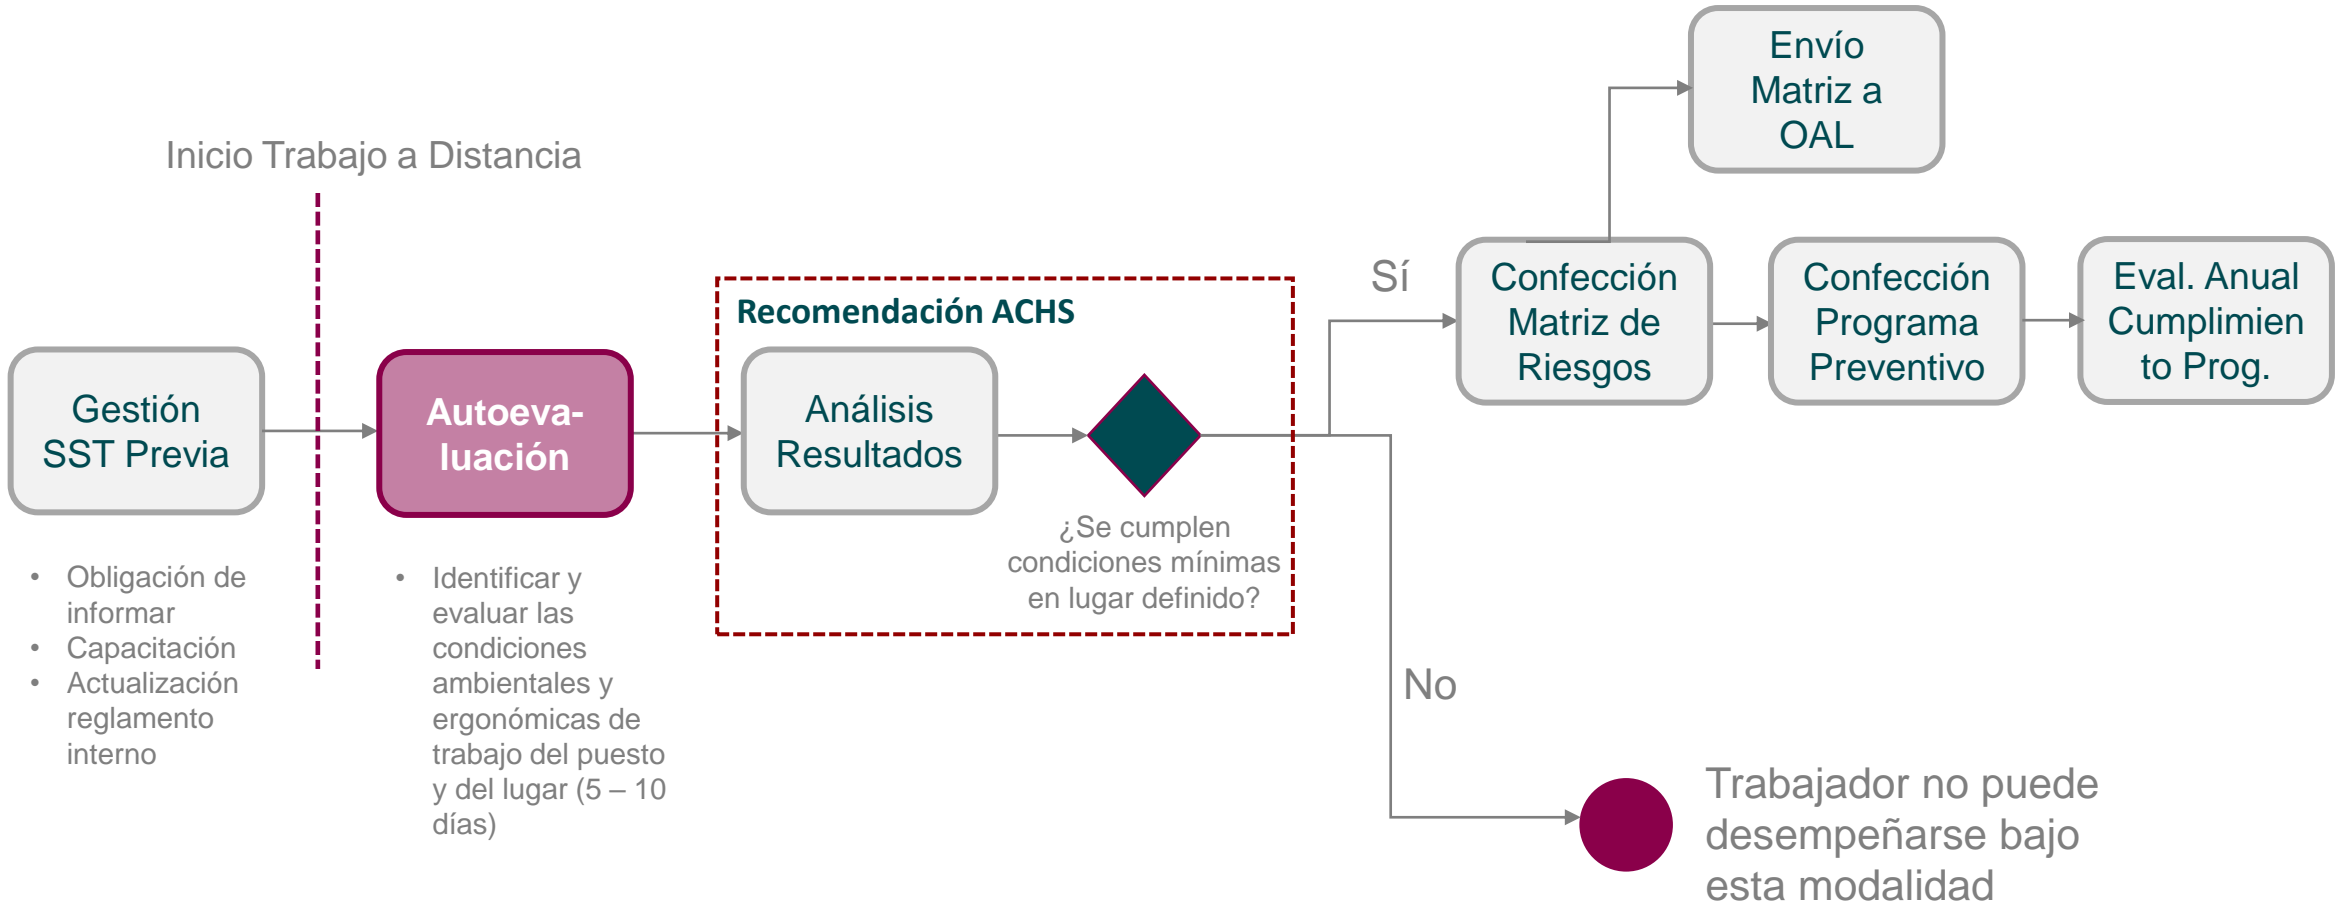 Inicio Trabajo a Distancia
Gestión
SST Previa
• Obligación de
informar
• Capacitación
• Actualización
reglamento
interno
Autoeva-
luación
• Identificar y
evaluar las
condiciones
ambientales y
ergonómicas de
trabajo del puesto
y del lugar (5 – 10
días)
Recomendación ACHS
Análisis
Resultados
¿Se cumplen
condiciones mínimas
en lugar definido?
Sí
Confección
Matriz de
Riesgos
Envío
Matriz a
OAL
Confección
Programa
Preventivo
Eval. Anual
Cumplimien
to Prog.
No
Trabajador no puede
desempeñarse bajo
esta modalidad